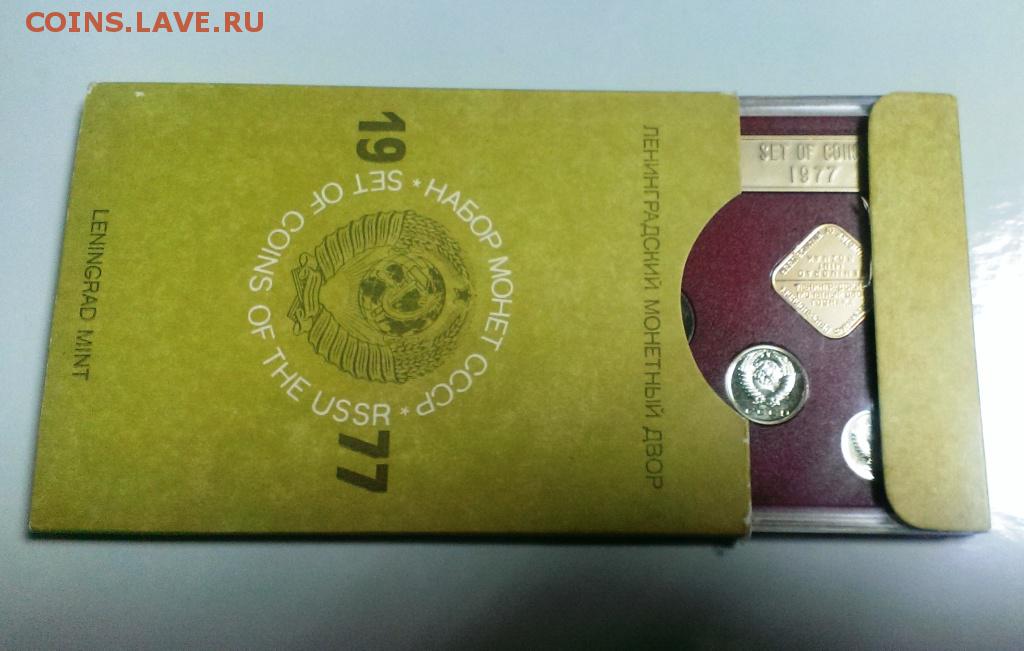 COINS.LAVE.RU
ЛЕНИНГРАДСКИЙ МОНЕТНЫЙ ДВОР
19
НАБОР МОНЕТ СССР * SET OF COINS OF THE USSR *
77
LENINGRAD MINT
SET OF COINS
1977